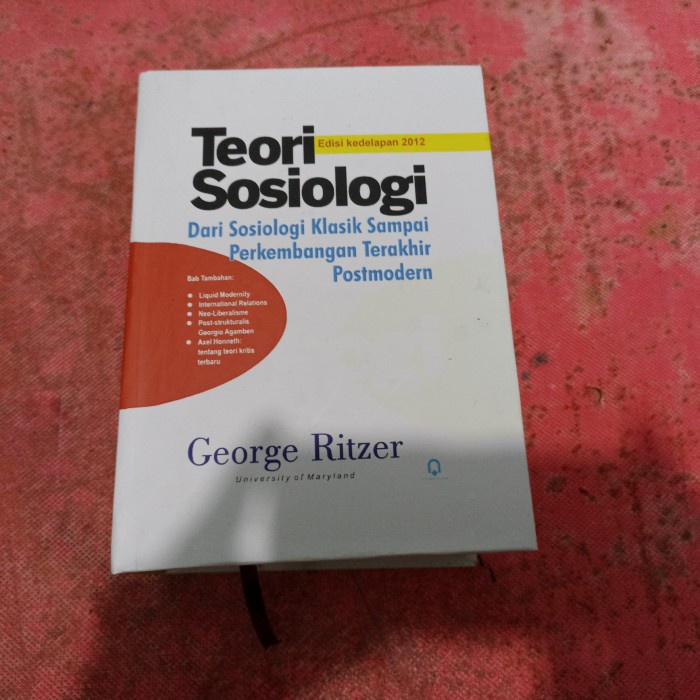 Teori
Edisi kedelapan 2012
Sosiologi
Dari Sosiologi Klasik Sampai
Perkembangan Terakhir
Postmodern
Bab Tambahan:
Liquid Modernity
International Relations
Neo-Liberalisme
Post-strukturalis
Georgio Agamben
Axel Honneth:
tentang teori kritis
terbaru
George Ritzer
University of Maryland